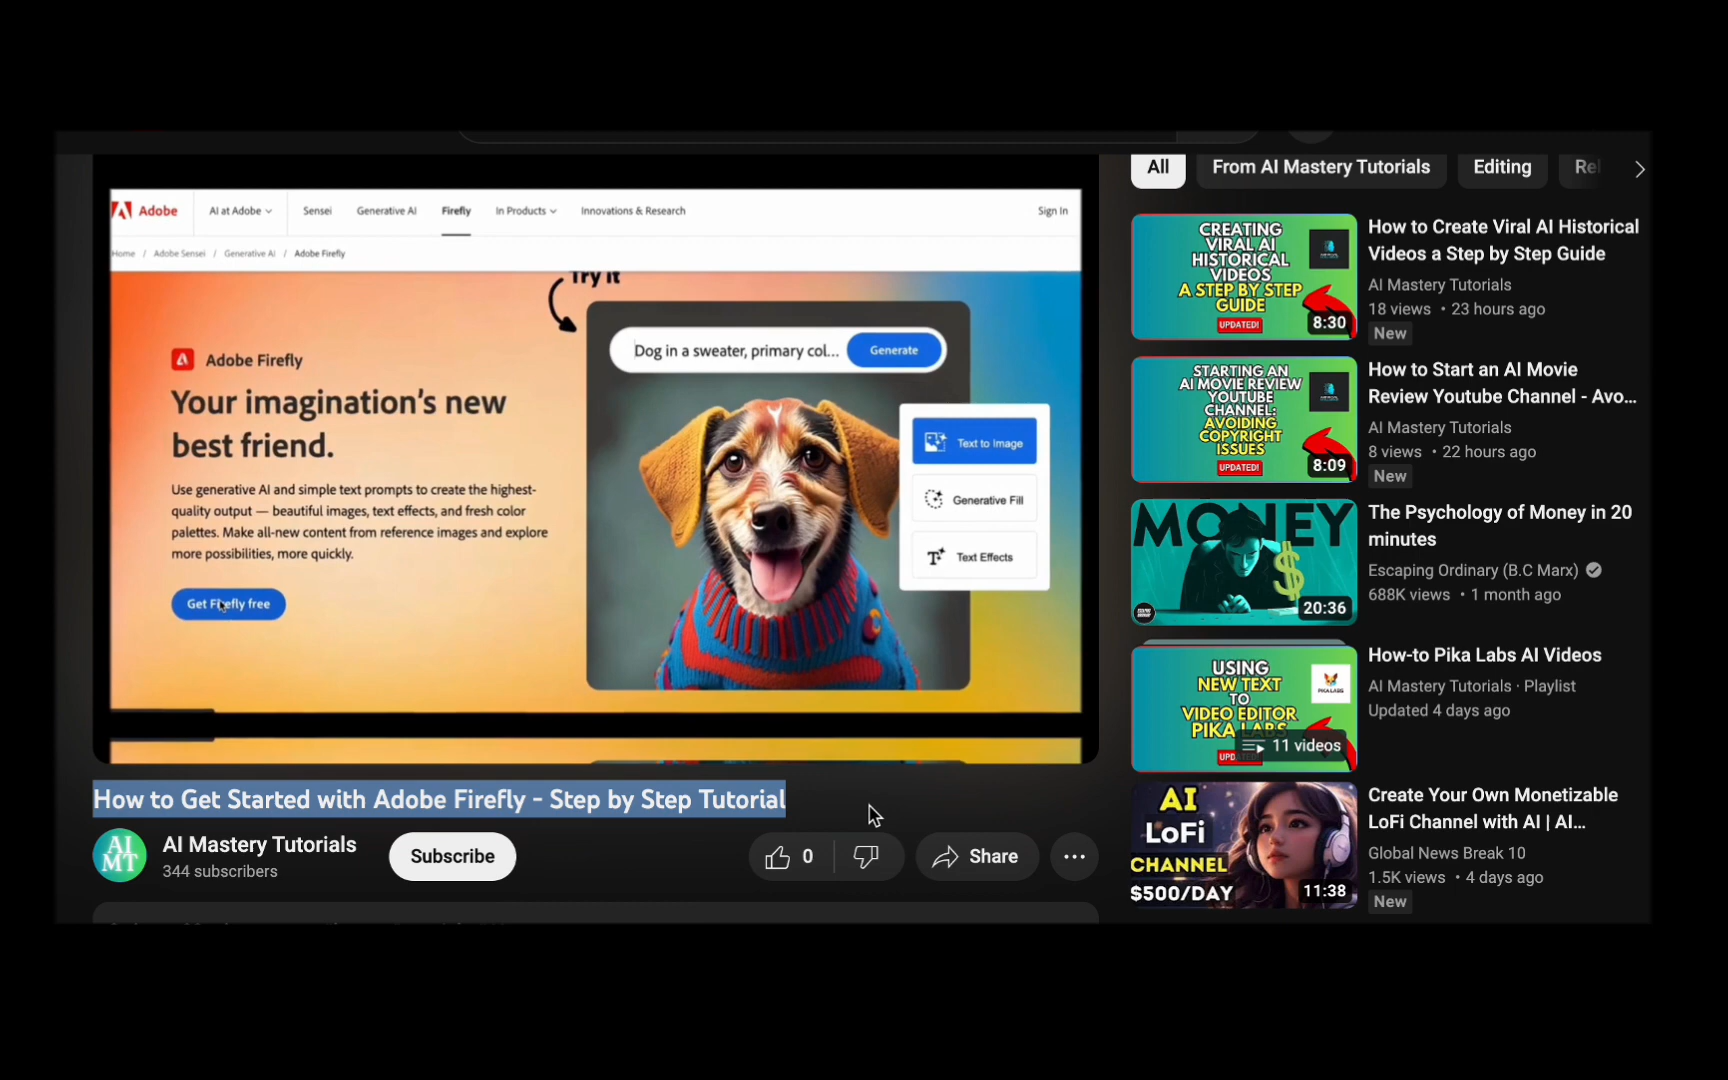 All
From AI Mastery Tutorials
Editing
Adobe
AI at Adobe
Sensei
Generative AI
Firefly
In Products
Innovations & Research
Sign In
Home / Adobe Sensei / Generative AI / Adobe Firefly
Try it
Dog in a sweater, primary col...
Generate
Adobe Firefly
Your imagination's new
best friend.
Use generative AI and simple text prompts to create the highest-
quality output — beautiful images, text effects, and fresh color
palettes. Make all-new content from reference images and explore
more possibilities, more quickly.
Get Firefly free
Text to Image
Generative Fill
Text Effects
How to Get Started with Adobe Firefly - Step by Step Tutorial
AI
MT
AI Mastery Tutorials
344 subscribers
Subscribe
0
Share
CREATING
VIRAL AI
HISTORICAL
VIDEOS
A STEP BY STEP
GUIDE
UPDATED!
8:30
How to Create Viral AI Historical
Videos a Step by Step Guide
AI Mastery Tutorials
18 views • 23 hours ago
New
STARTING AN
AI MOVIE REVIEW
YOUTUBE
CHANNEL:
AVOIDING
COPYRIGHT
ISSUES
UPDATED!
8:09
How to Start an AI Movie
Review Youtube Channel - Avo...
AI Mastery Tutorials
8 views • 22 hours ago
New
MONEY
20:36
The Psychology of Money in 20
minutes
Escaping Ordinary (B.C Marx)
688K views • 1 month ago
USING
NEW TEXT
TO
VIDEO EDITOR
PIKA LABS
PIKA LABS
11 videos
How-to Pika Labs AI Videos
AI Mastery Tutorials · Playlist
Updated 4 days ago
AI
LoFi
CHANNEL
$500/DAY
11:38
Create Your Own Monetizable
LoFi Channel with AI | AI...
Global News Break 10
1.5K views • 4 days ago
New